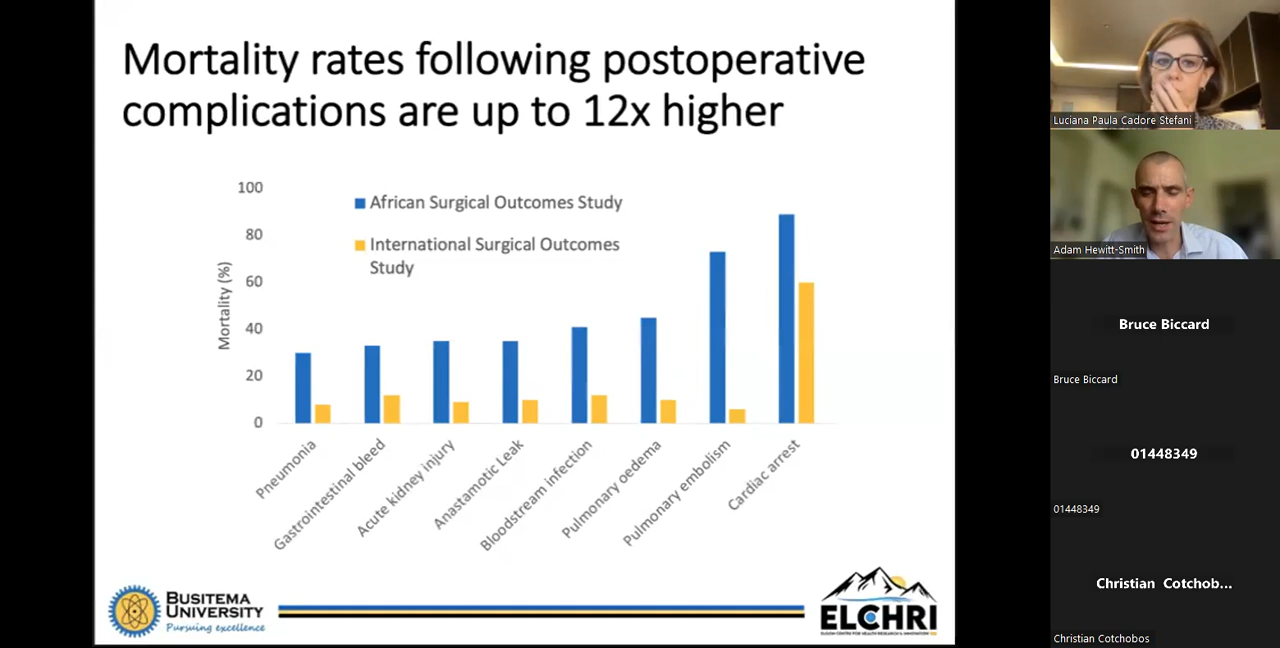 Mortality rates following postoperative
complications are up to 12x higher
100
80
60
40
20
0
Mortality (%)
African Surgical Outcomes Study
International Surgical Outcomes
Study
Pneumonia
Gastrointestinal bleed
Acute kidney injury
Anastamotic Leak
Bloodstream infection
Pulmonary oedema
Pulmonary embolism
Cardiac arrest
BUSITEMA
UNIVERSITY
Pursuing excellence
ELCHRI
Luciana Paula Cadore Stefani
Adam Hewitt-Smith
Bruce Biccard
Bruce Biccard
01448349
01448349
Christian Cotchob...
Christian Cotchobos